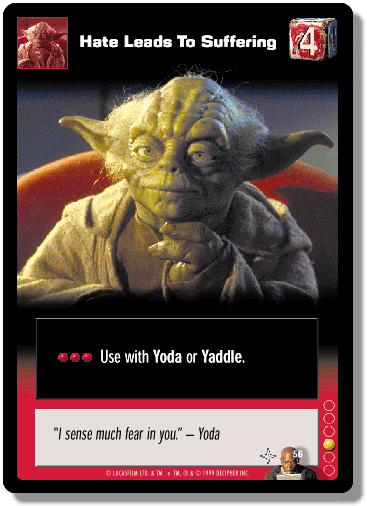 Hate Leads To Suffering
4
Use with Yoda or Yaddle.
"I sense much fear in you." – Yoda
56
© LUCASFILM LTD. & TM. ★ TM, ® & © 1999 DECIPHER INC.